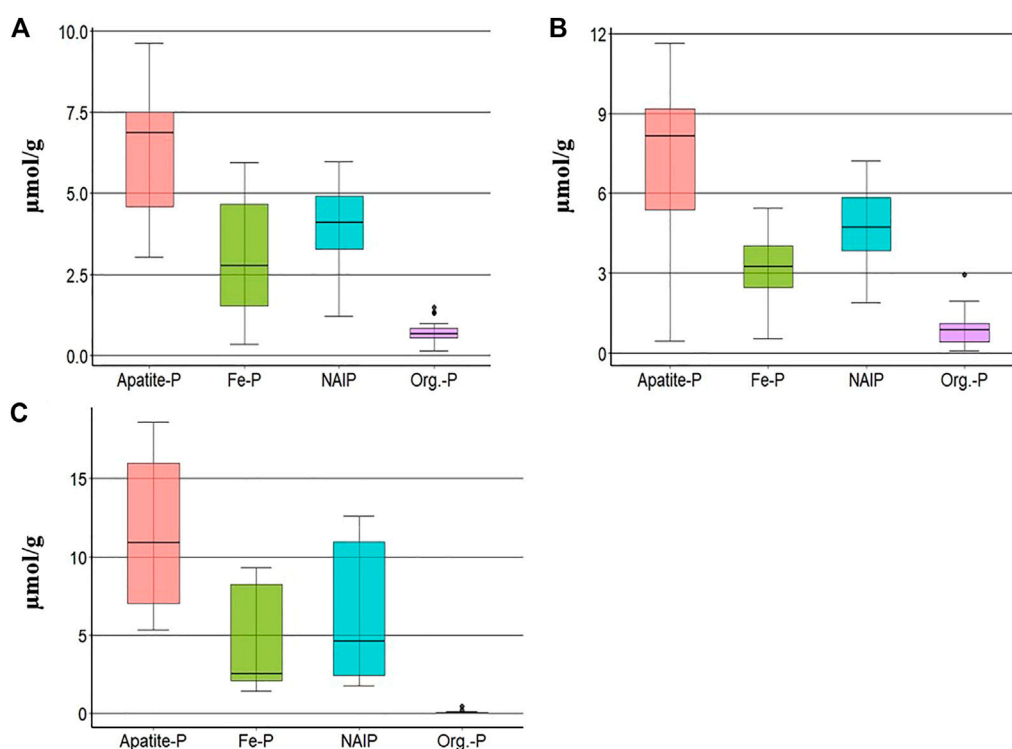 A
10.0
7.5
5.0
2.5
0.0
μmol/g
Apatite-P Fe-P NAIP Org.-P
B
12
9
6
3
0
μmol/g
Apatite-P Fe-P NAIP Org.-P
C
15
10
5
0
μmol/g
Apatite-P Fe-P NAIP Org.-P